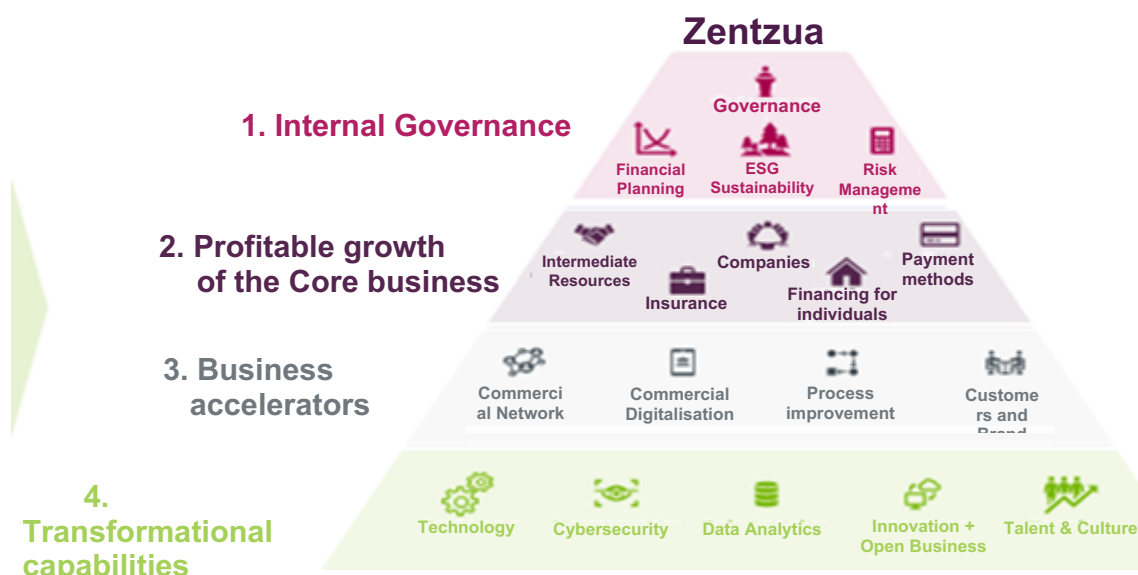 Zentzua
1. Internal Governance
Governance
Financial
Planning
ESG
Sustainability
Risk
Manageme
nt
2. Profitable growth
of the Core business
Intermediate
Resources
Insurance
Companies
Financing for
individuals
Payment
methods
3. Business
accelerators
Commerci
al Network
Commercial
Digitalisation
Process
improvement
Custome
rs and
Brand
4.
Transformational
capabilities
Technology
Cybersecurity
Data Analytics
Innovation +
Open Business
Talent & Culture